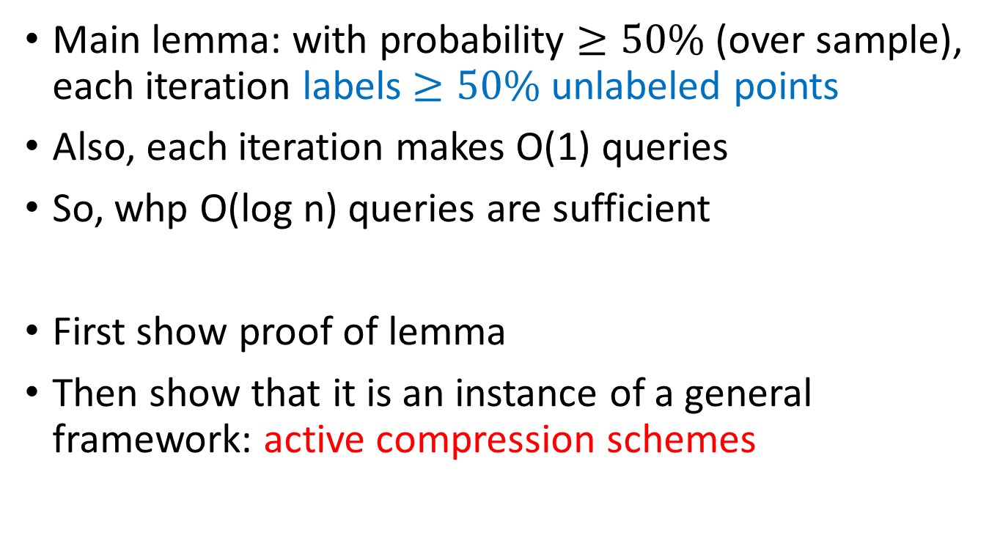 • Main lemma: with probability ≥ 50% (over sample),
each iteration labels ≥ 50% unlabeled points
• Also, each iteration makes O(1) queries
• So, whp O(log n) queries are sufficient
• First show proof of lemma
• Then show that it is an instance of a general
framework: active compression schemes